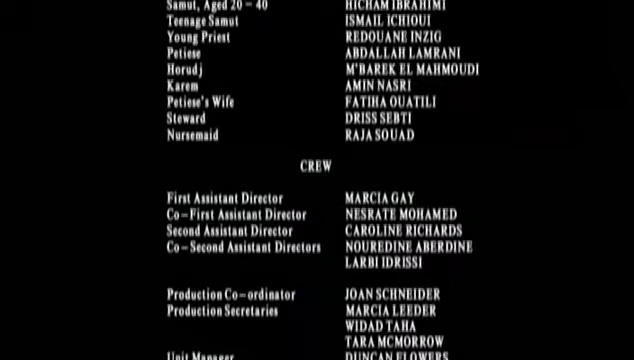 Samut, Aged 20 – 40 HICHAM IBRAHIMI
Teenage Samut ISMAIL ICHIOUI
Young Priest REDOUANE INZIG
Petiese ABDALLAH LAMRANI
Horudj M'BAREK EL MAHMOUDI
Karem AMIN NASRI
Petiese's Wife FATIHA OUATILI
Steward DRISS SEBTI
Nursemaid RAJA SOUAD
CREW
First Assistant Director MARCIA GAY
Co–First Assistant Director NESRATE MOHAMED
Second Assistant Director CAROLINE RICHARDS
Co–Second Assistant Directors NOUREDINE ABERDINE
LARBI IDRISSI
Production Co–ordinator JOAN SCHNEIDER
Production Secretaries MARCIA LEEDER
WIDAD TAHA
TARA MCMORROW
Unit Manager DUNCAN FLOWERS